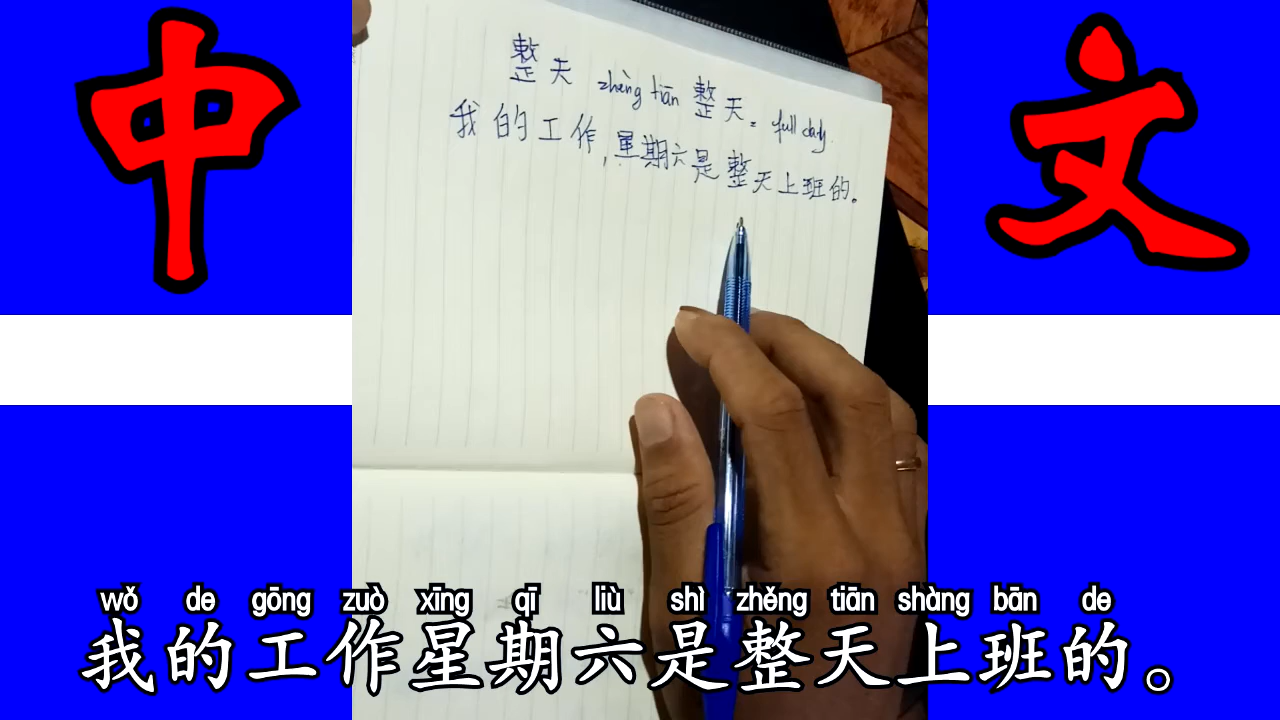 中 文
整天 zhèng tiān 整天 = full day.
我的工作,星期六是整天上班的。
wǒ de gōng zuò xīng qī liù shì zhěng tiān shàng bān de
我的工作星期六是整天上班的。